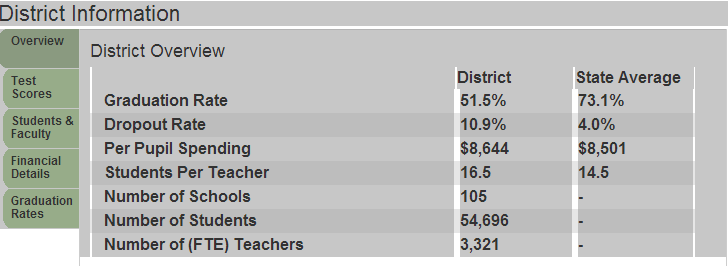 District Information
Overview
Test
Scores
Students &
Faculty
Financial
Details
Graduation
Rates
District Overview
District State Average
Graduation Rate 51.5% 73.1%
Dropout Rate 10.9% 4.0%
Per Pupil Spending $8,644 $8,501
Students Per Teacher 16.5 14.5
Number of Schools 105 -
Number of Students 54,696 -
Number of (FTE) Teachers 3,321 -